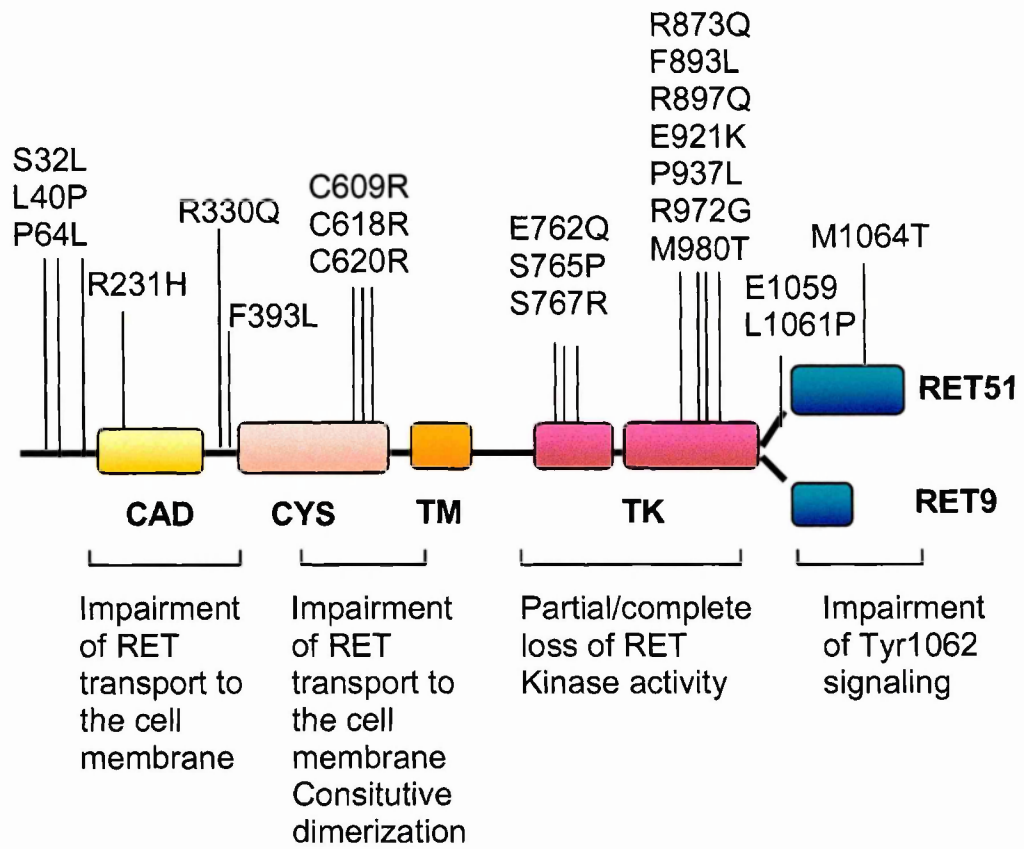 R873Q
F893L
R897Q
E921K
P937L
R972G
M980T
S32L
L40P
P64L
R231H
R330Q
F393L
C609R
C618R
C620R
E762Q
S765P
S767R
E1059
L1061P
M1064T
RET51
RET9
CAD
CYS
TM
TK
Impairment
of RET
transport to
the cell
membrane
Impairment
of RET
transport to
the cell
membrane
Consitutive
dimerization
Partial/complete
loss of RET
Kinase activity
Impairment
of Tyr1062
signaling